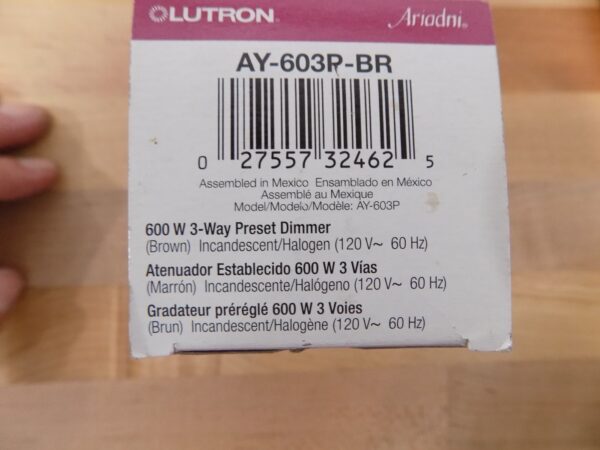 LUTRON® Ariadni®
AY-603P-BR
0 27557 32462 5
Assembled in Mexico Ensamblado en México
Assemblé au Mexique
Model/Modelo/Modèle: AY-603P
600 W 3-Way Preset Dimmer
(Brown) Incandescent/Halogen (120 V~ 60 Hz)
Atenuador Establecido 600 W 3 Vías
(Marrón) Incandescente/Halógeno (120 V~ 60 Hz)
Gradateur préréglé 600 W 3 Voies
(Brun) Incandescent/Halogène (120 V~ 60 Hz)